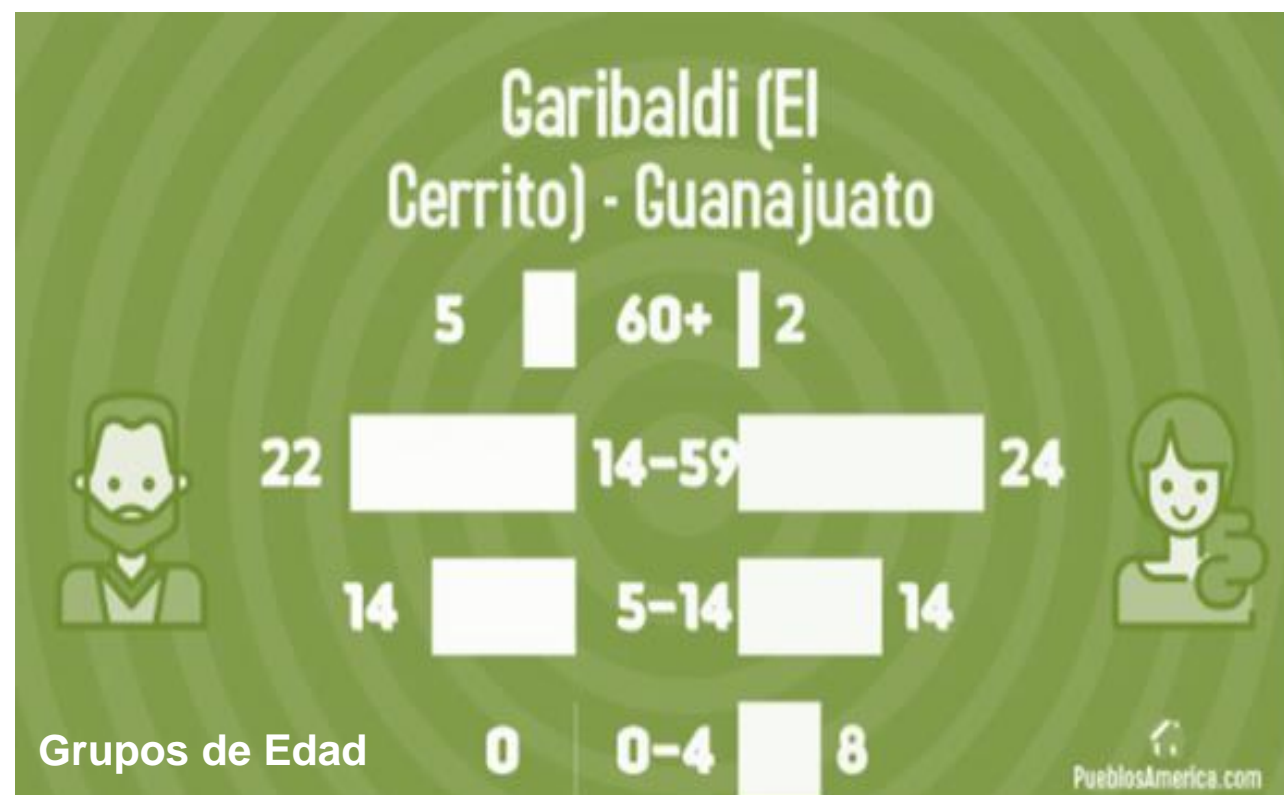 Garibaldi (El
Cerrito) - Guanajuato
5 60+ 2
22 14-59 24
14 5-14 14
Grupos de Edad 0 0-4 8
PueblosAmerica.com